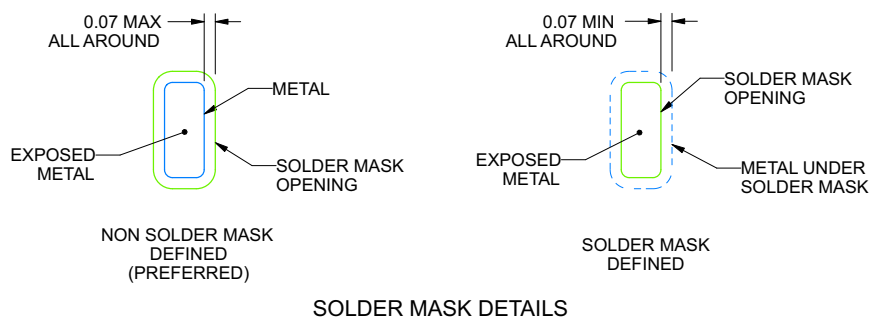 0.07 MAX
ALL AROUND
METAL
EXPOSED
METAL
SOLDER MASK
OPENING
NON SOLDER MASK
DEFINED
(PREFERRED)
0.07 MIN
ALL AROUND
SOLDER MASK
OPENING
EXPOSED
METAL
METAL UNDER
SOLDER MASK
SOLDER MASK
DEFINED
SOLDER MASK DETAILS